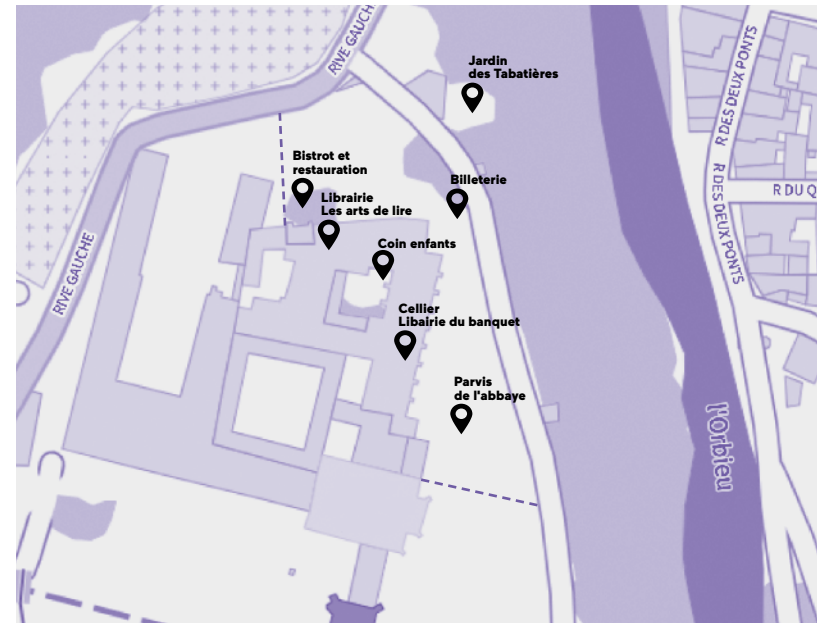 RIVE GAUCHE
Jardin
des Tabatières
R DES DEUX PONTS
Bistrot et
restauration
Billeterie
R DU Q
Librairie
Les arts de lire
R DES DEUX PONTS
Coin enfants
RIVE GAUCHE
Cellier
Libairie du banquet
Parvis
de l'abbaye
l'Orbieu